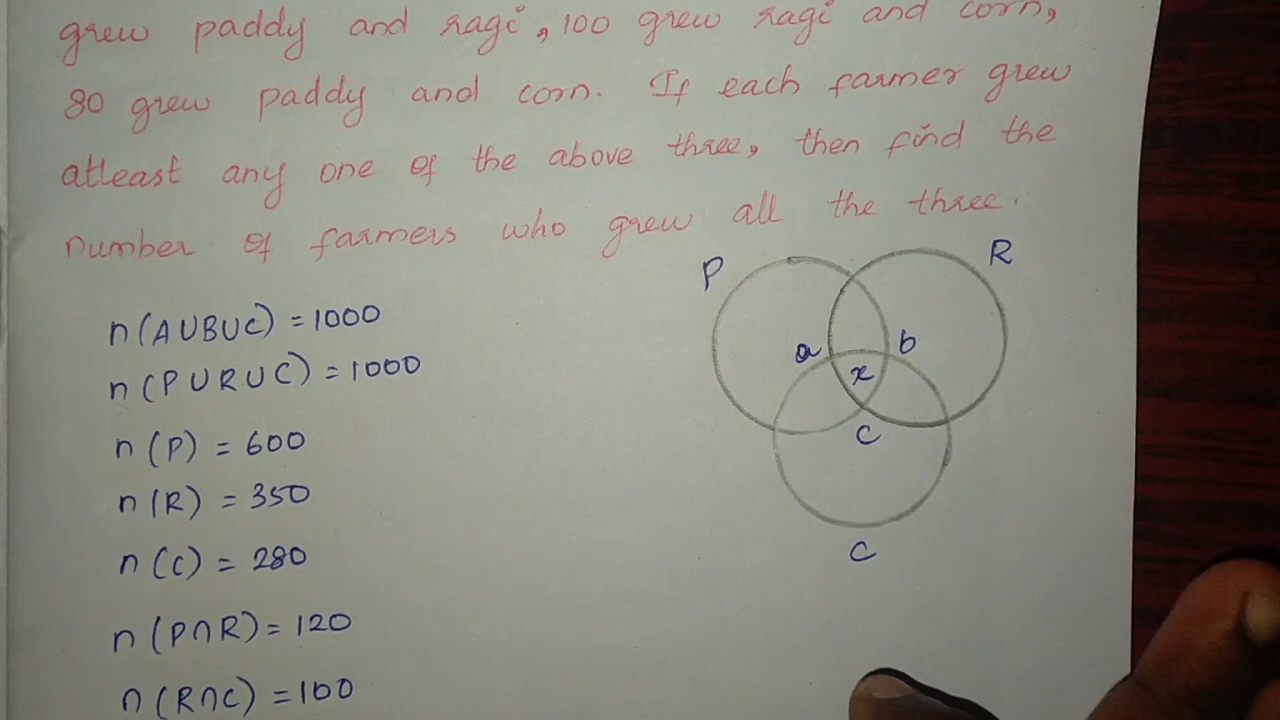 grew paddy and ragi, 100 grew ragi and corn,
80 grew paddy and corn. If each farmer grew
atleast any one of the above three, then find the
number of farmers who grew all the three.
P
R
n(AUBUC) = 1000
a
b
n(PURUC) = 1000
x
n(P) = 600
c
n(R) = 350
n(C) = 280
C
n(P∩R) = 120
n(R∩C) = 100